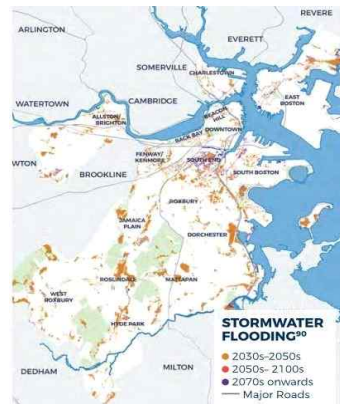 REVERE
ARLINGTON
EVERETT
SOMERVILLE
CHARLESTOWN
WATERTOWN
CAMBRIDGE
EAST
BOSTON
ALLSTON/
BRIGHTON
BEACON
HILL
BACK BAY
DOWNTOWN
WTON
FENWAY/
KENMORE
SOUTH END
SOUTH BOSTON
BROOKLINE
ROXBURY
JAMAICA
PLAIN
DORCHESTER
ROSLINDALE
MATTAPAN
WEST
ROXBURY
HYDE PARK
STORMWATER
FLOODING90
2030s-2050s
2050s- 2100s
2070s onwards
Major Roads
DEDHAM
MILTON